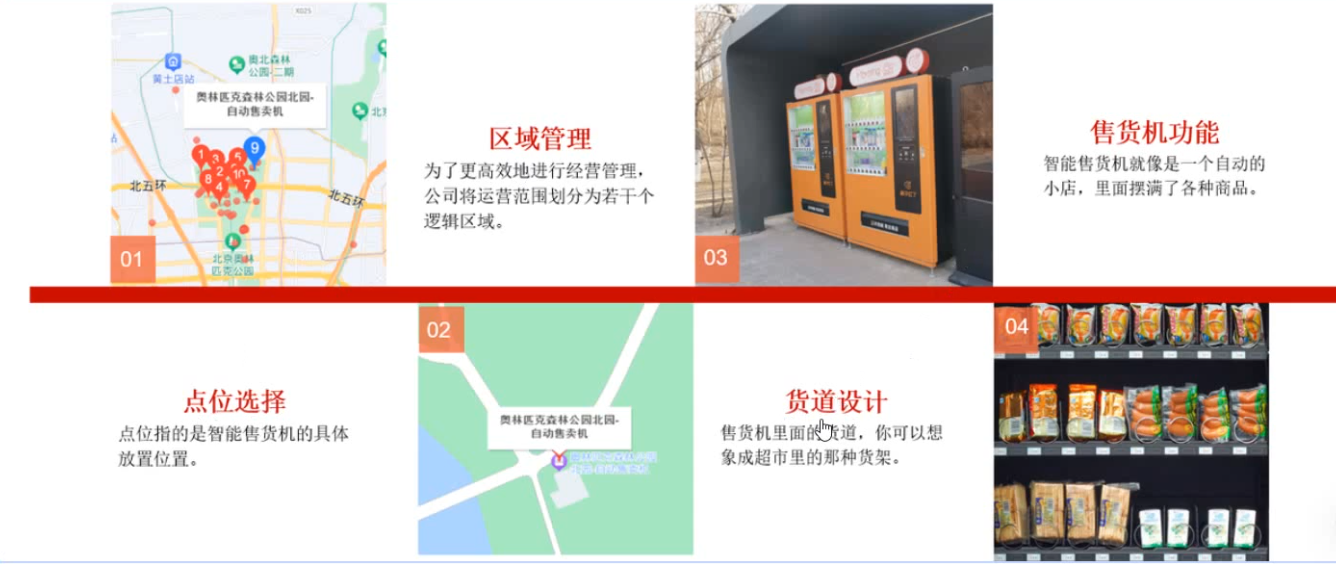 S025
奥北森林
公园-二期
黄土店站
奥林匹克森林公园北园-
自动售卖机
1
3
5
9
2
10
8
4
7
北五环
北五环
北京奥林
匹克公园
01
区域管理
为了更高效地进行经营管理,
公司将运营范围划分为若干个
逻辑区域。
03
售货机功能
智能售货机就像是一个自动的
小店,里面摆满了各种商品。
点位选择
点位指的是智能售货机的具体
放置位置。
02
奥林匹克森林公园北园-
自动售卖机
货道设计
售货机里面的货道,你可以想
象成超市里的那种货架。
04